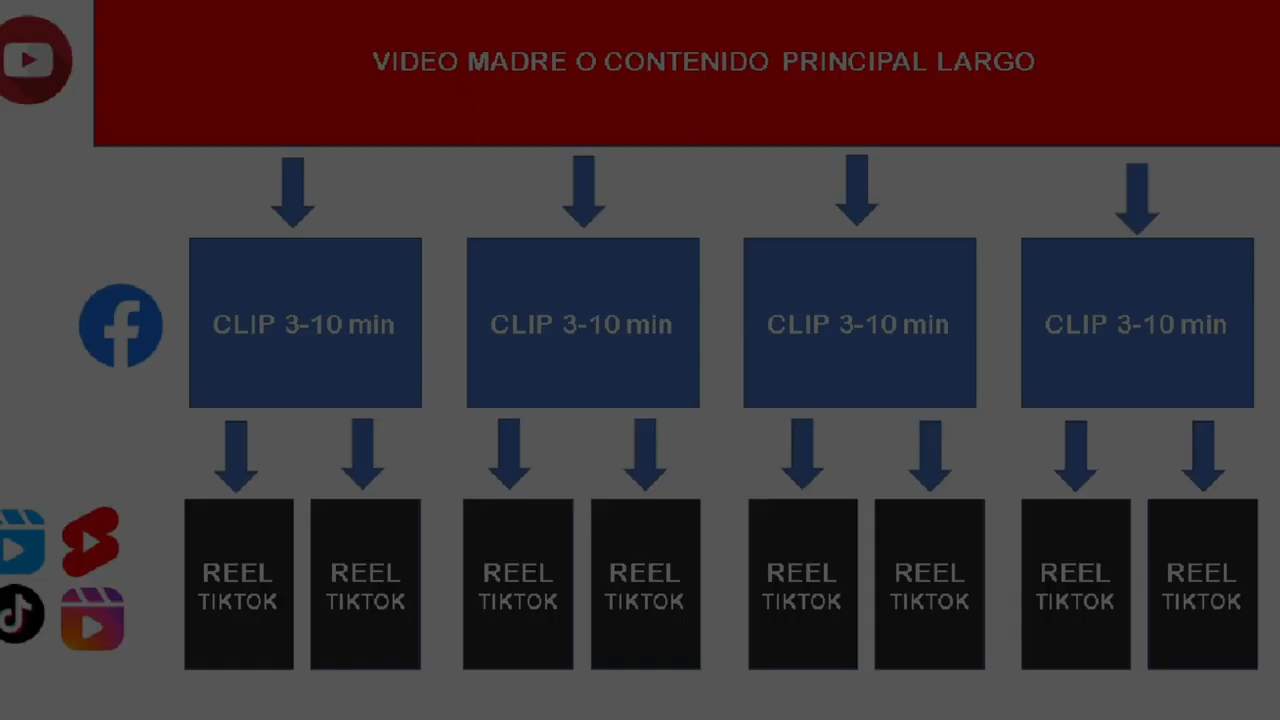 VIDEO MADRE O CONTENIDO PRINCIPAL LARGO
CLIP 3-10 min
CLIP 3-10 min
CLIP 3-10 min
CLIP 3-10 min
REEL
TIKTOK
REEL
TIKTOK
REEL
TIKTOK
REEL
TIKTOK
REEL
TIKTOK
REEL
TIKTOK
REEL
TIKTOK
REEL
TIKTOK